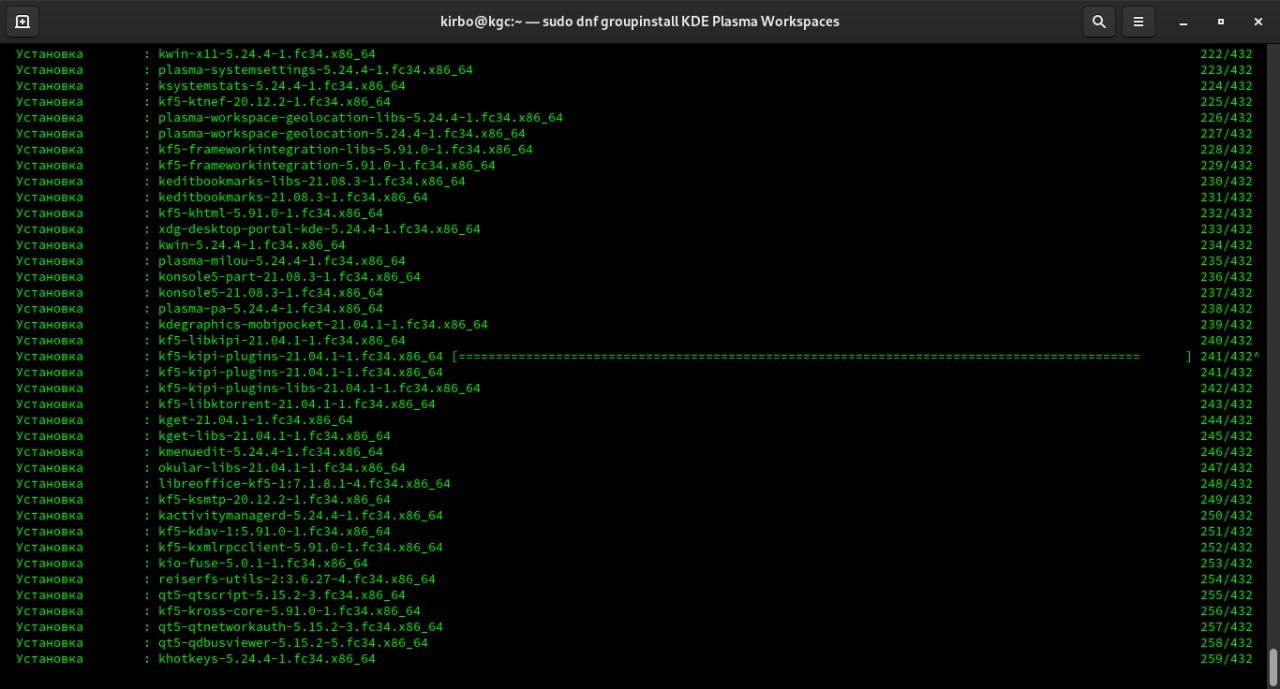 kirbo@kgc:~ — sudo dnf groupinstall KDE Plasma Workspaces
Установка : kwin-x11-5.24.4-1.fc34.x86_64 222/432
Установка : plasma-systemsettings-5.24.4-1.fc34.x86_64 223/432
Установка : ksystemstats-5.24.4-1.fc34.x86_64 224/432
Установка : kf5-ktnef-20.12.2-1.fc34.x86_64 225/432
Установка : plasma-workspace-geolocation-libs-5.24.4-1.fc34.x86_64 226/432
Установка : plasma-workspace-geolocation-5.24.4-1.fc34.x86_64 227/432
Установка : kf5-frameworkintegration-libs-5.91.0-1.fc34.x86_64 228/432
Установка : kf5-frameworkintegration-5.91.0-1.fc34.x86_64 229/432
Установка : keditbookmarks-libs-21.08.3-1.fc34.x86_64 230/432
Установка : keditbookmarks-21.08.3-1.fc34.x86_64 231/432
Установка : kf5-khtml-5.91.0-1.fc34.x86_64 232/432
Установка : xdg-desktop-portal-kde-5.24.4-1.fc34.x86_64 233/432
Установка : kwin-5.24.4-1.fc34.x86_64 234/432
Установка : plasma-milou-5.24.4-1.fc34.x86_64 235/432
Установка : konsole5-part-21.08.3-1.fc34.x86_64 236/432
Установка : konsole5-21.08.3-1.fc34.x86_64 237/432
Установка : plasma-pa-5.24.4-1.fc34.x86_64 238/432
Установка : kdegraphics-mobipocket-21.04.1-1.fc34.x86_64 239/432
Установка : kf5-libkipi-21.04.1-1.fc34.x86_64 240/432
Установка : kf5-kipi-plugins-21.04.1-1.fc34.x86_64 [=========================================================================================== ] 241/432^
Установка : kf5-kipi-plugins-21.04.1-1.fc34.x86_64 241/432
Установка : kf5-kipi-plugins-libs-21.04.1-1.fc34.x86_64 242/432
Установка : kf5-libktorrent-21.04.1-1.fc34.x86_64 243/432
Установка : kget-21.04.1-1.fc34.x86_64 244/432
Установка : kget-libs-21.04.1-1.fc34.x86_64 245/432
Установка : kmenuedit-5.24.4-1.fc34.x86_64 246/432
Установка : okular-libs-21.04.1-1.fc34.x86_64 247/432
Установка : libreoffice-kf5-1:7.1.8.1-4.fc34.x86_64 248/432
Установка : kf5-ksmtp-20.12.2-1.fc34.x86_64 249/432
Установка : kactivitymanagerd-5.24.4-1.fc34.x86_64 250/432
Установка : kf5-kdav-1:5.91.0-1.fc34.x86_64 251/432
Установка : kf5-kxmlrpcclient-5.91.0-1.fc34.x86_64 252/432
Установка : kio-fuse-5.0.1-1.fc34.x86_64 253/432
Установка : reiserfs-utils-2:3.6.27-4.fc34.x86_64 254/432
Установка : qt5-qtscript-5.15.2-3.fc34.x86_64 255/432
Установка : kf5-kross-core-5.91.0-1.fc34.x86_64 256/432
Установка : qt5-qtnetworkauth-5.15.2-3.fc34.x86_64 257/432
Установка : qt5-qdbusviewer-5.15.2-5.fc34.x86_64 258/432
Установка : khotkeys-5.24.4-1.fc34.x86_64 259/432